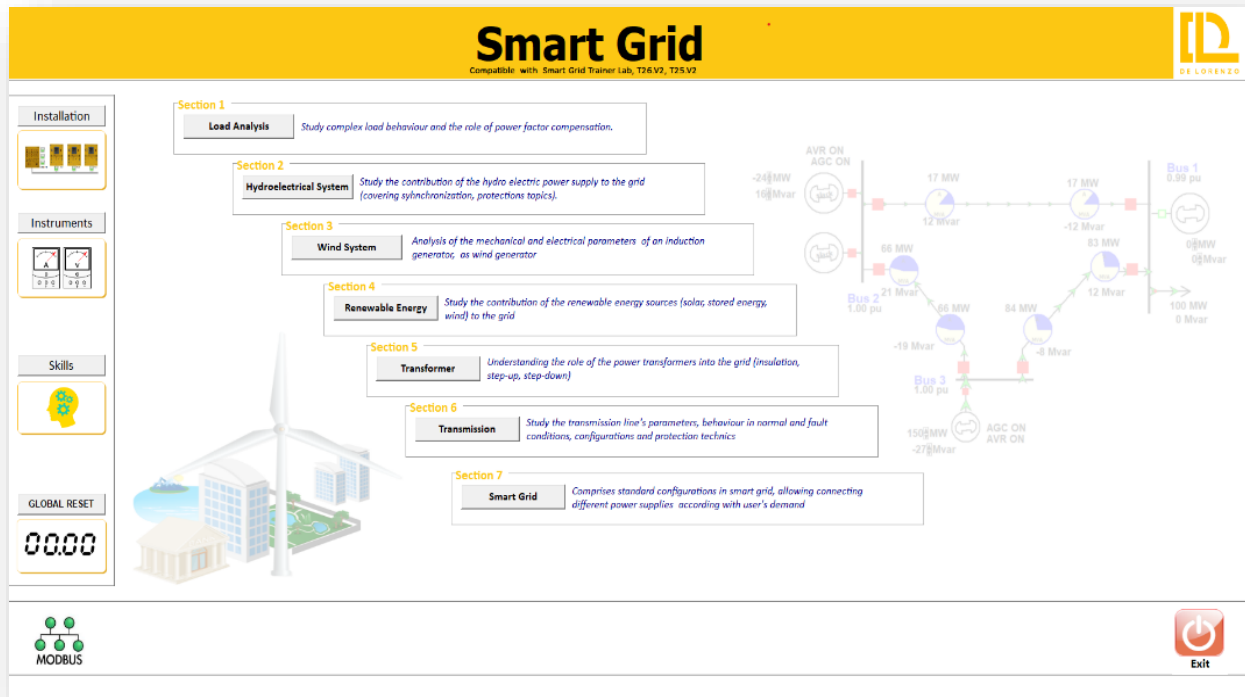 Smart Grid
Compatible with Smart Grid Trainer Lab, T26.V2, T25.V2
DE LORENZO
Installation
Instruments
Skills
GLOBAL RESET
00.00
Section 1
Load Analysis
Study complex load behaviour and the role of power factor compensation.
Section 2
Hydroelectrical System
Study the contribution of the hydro electric power supply to the grid
(covering syhnchronization, protections topics).
Section 3
Wind System
Analysis of the mechanical and electrical parameters of an induction
generator, as wind generator
Section 4
Renewable Energy
Study the contribution of the renewable energy sources (solar, stored energy,
wind) to the grid
Section 5
Transformer
Understanding the role of the power transformers into the grid (insulation,
step-up, step-down)
Section 6
Transmission
Study the transmission line's parameters, behaviour in normal and fault
conditions, configurations and protection technics
Section 7
Smart Grid
Comprises standard configurations in smart grid, allowing connecting
different power supplies according with user's demand
AVR ON
AGC ON
17 MW
12 Mvar
17 MW
-12 Mvar
Bus 1
0.99 pu
0 MW
0 Mvar
66 MW
21 Mvar
83 MW
12 Mvar
Bus 2
1.00 pu
100 MW
0 Mvar
66 MW
-19 Mvar
84 MW
-8 Mvar
Bus 3
1.00 pu
150 MW
AGC ON
AVR ON
MODBUS
Exit